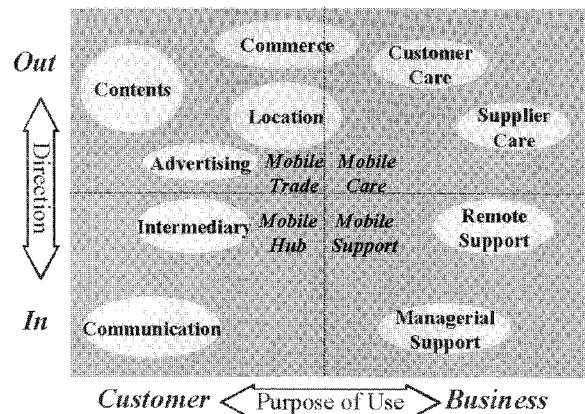 Out
Commerce
Customer
Care
Contents
Location
Supplier
Care
Advertising
Mobile
Trade
Mobile
Care
Direction
Intermediary
Mobile
Hub
Mobile
Support
Remote
Support
In
Communication
Managerial
Support
Customer
Purpose of Use
Business